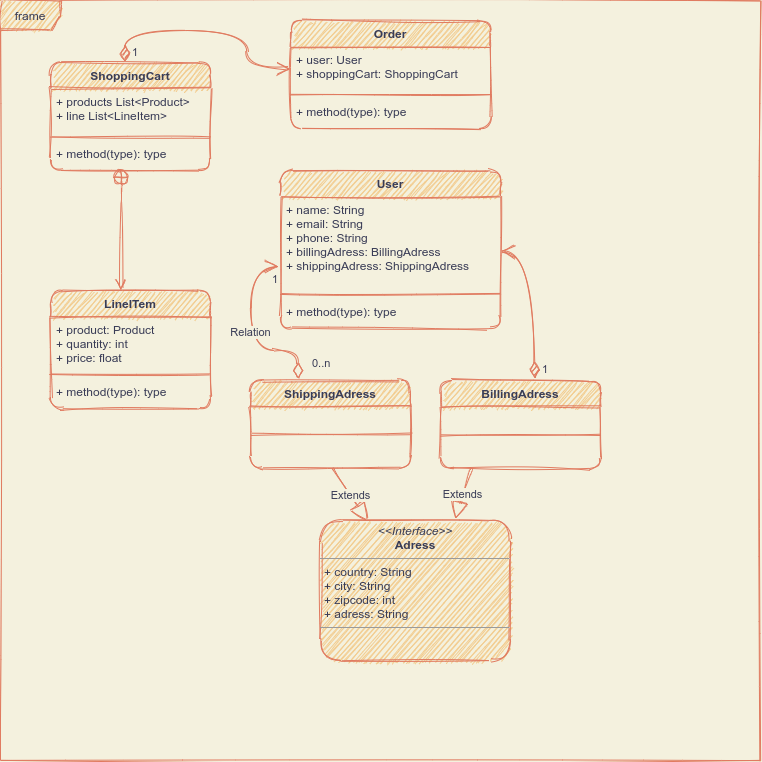 frame
Order
+ user: User
+ shoppingCart: ShoppingCart
+ method(type): type
1
ShoppingCart
+ products List<Product>
+ line List<LineItem>
+ method(type): type
User
+ name: String
+ email: String
+ phone: String
+ billingAdress: BillingAdress
+ shippingAdress: ShippingAdress
+ method(type): type
1
Relation
0..n
1
LineITem
+ product: Product
+ quantity: int
+ price: float
+ method(type): type
ShippingAdress
BillingAdress
Extends
Extends
<<Interface>>
Adress
+ country: String
+ city: String
+ zipcode: int
+ adress: String